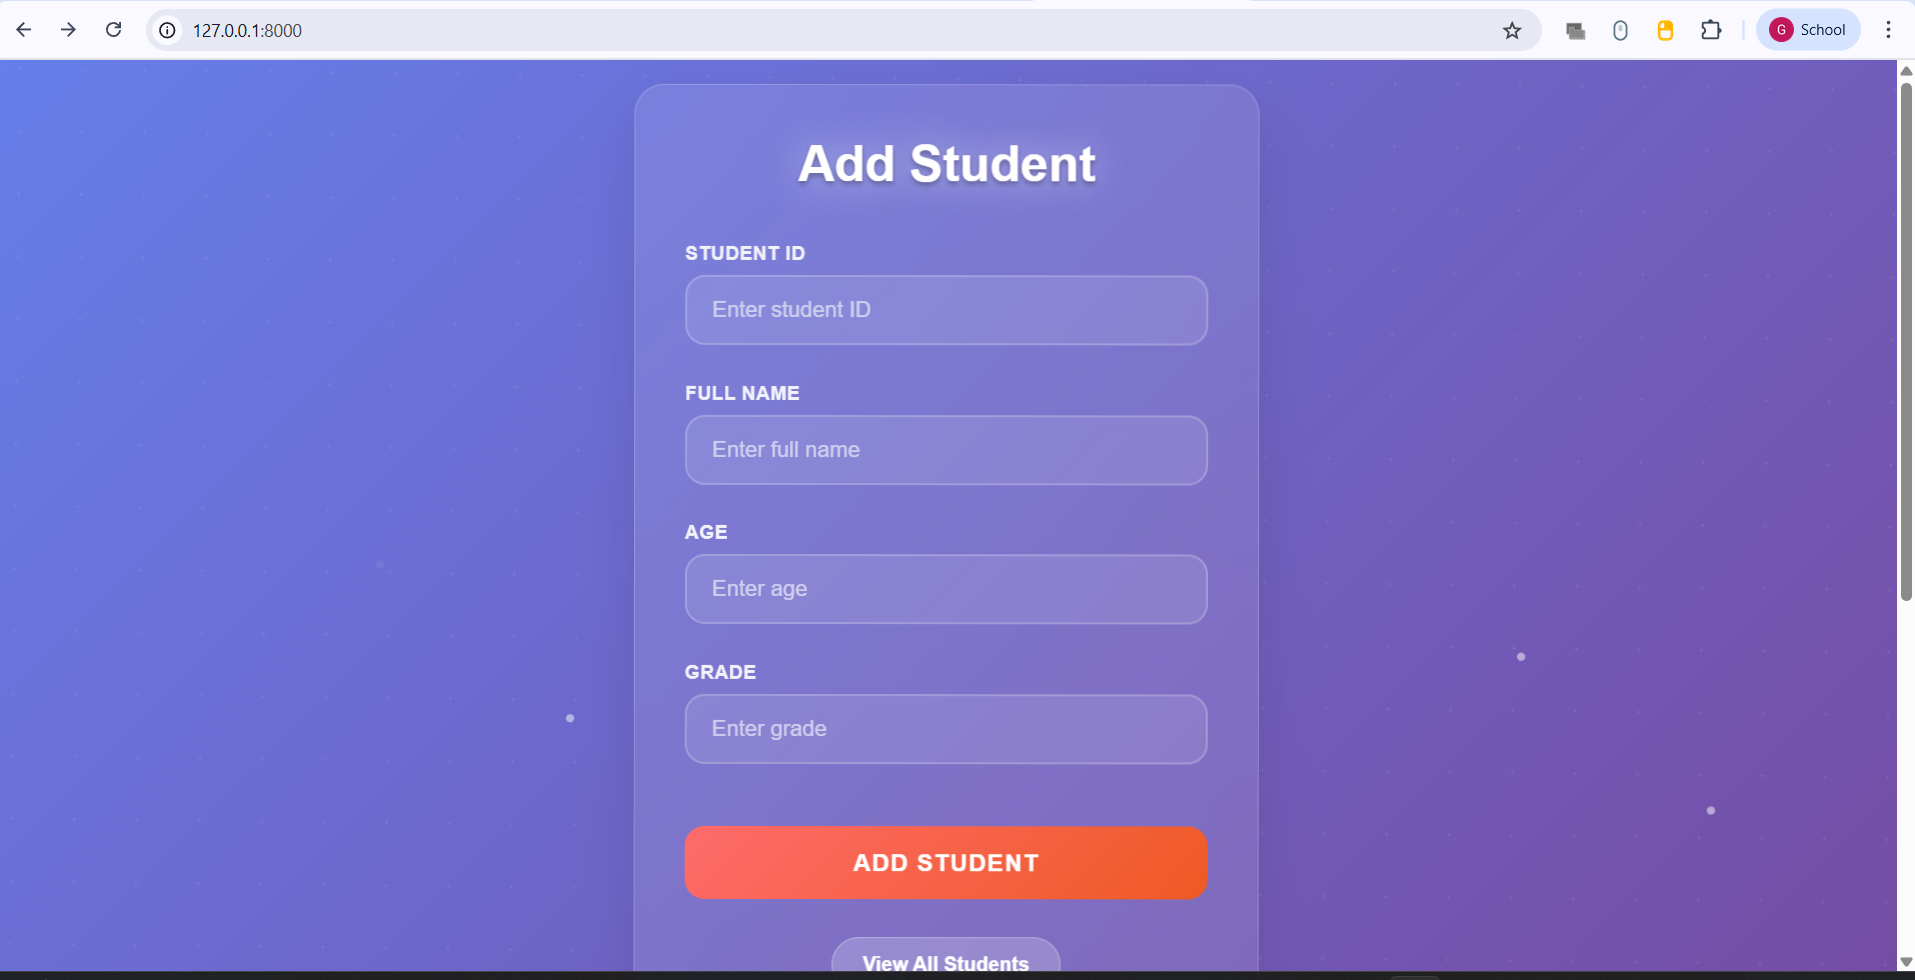 127.0.0.1:8000
G School
Add Student
STUDENT ID
Enter student ID
FULL NAME
Enter full name
AGE
Enter age
GRADE
Enter grade
ADD STUDENT
View All Students